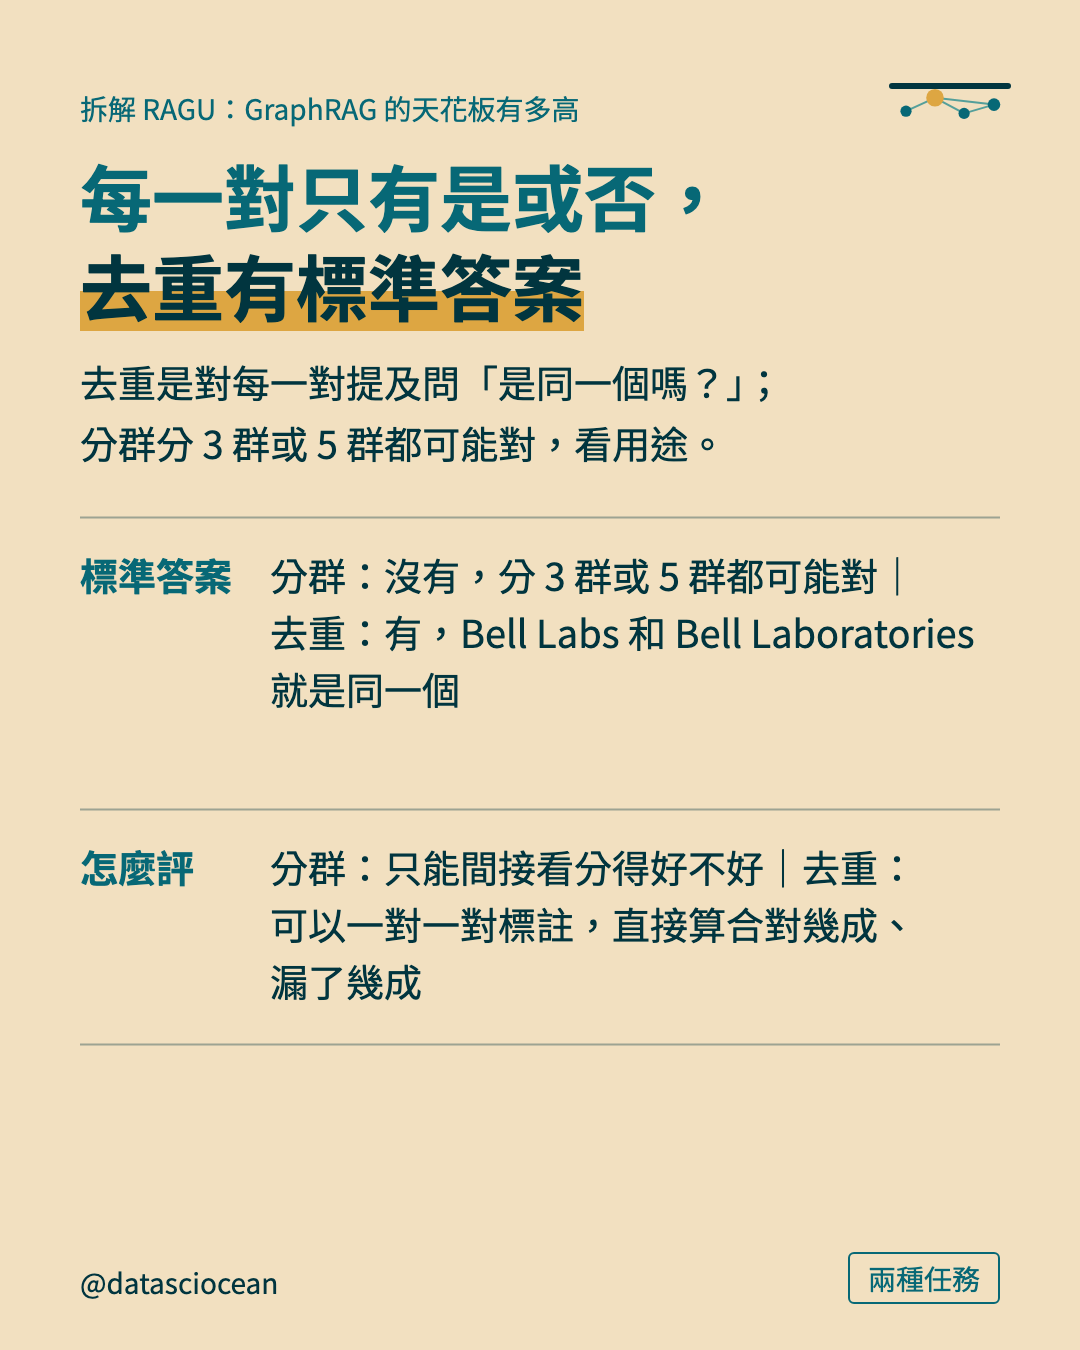 拆解 RAGU：GraphRAG 的天花板有多高
每一對只有是或否，
去重有標準答案
去重是對每一對提及問「是同一個嗎？」；
分群分 3 群或 5 群都可能對，看用途。
標準答案
分群：沒有，分 3 群或 5 群都可能對｜
去重：有，Bell Labs 和 Bell Laboratories
就是同一個
怎麼評
分群：只能間接看分得好不好｜去重：
可以一對一對標註，直接算合對幾成、
漏了幾成
@datasciocean
兩種任務